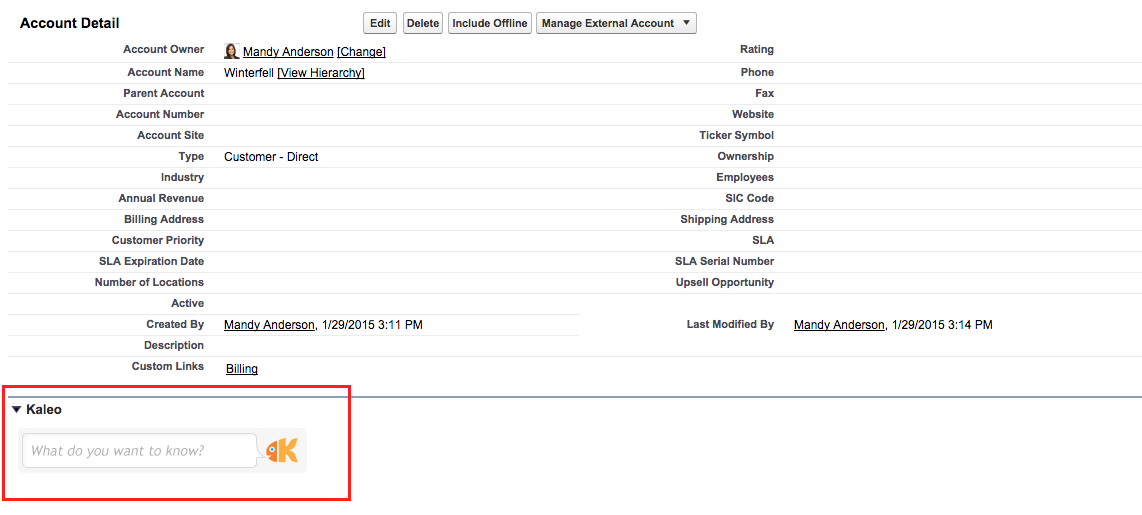 Account Detail Edit Delete Include Offline Manage External Account
Account Owner Mandy Anderson [Change] Rating
Account Name Winterfell [View Hierarchy] Phone
Parent Account Fax
Account Number Website
Account Site Ticker Symbol
Type Customer - Direct Ownership
Industry Employees
Annual Revenue SIC Code
Billing Address Shipping Address
Customer Priority SLA
SLA Expiration Date SLA Serial Number
Number of Locations Upsell Opportunity
Active
Created By Mandy Anderson, 1/29/2015 3:11 PM Last Modified By Mandy Anderson, 1/29/2015 3:14 PM
Description
Custom Links Billing
Kaleo
What do you want to know? K